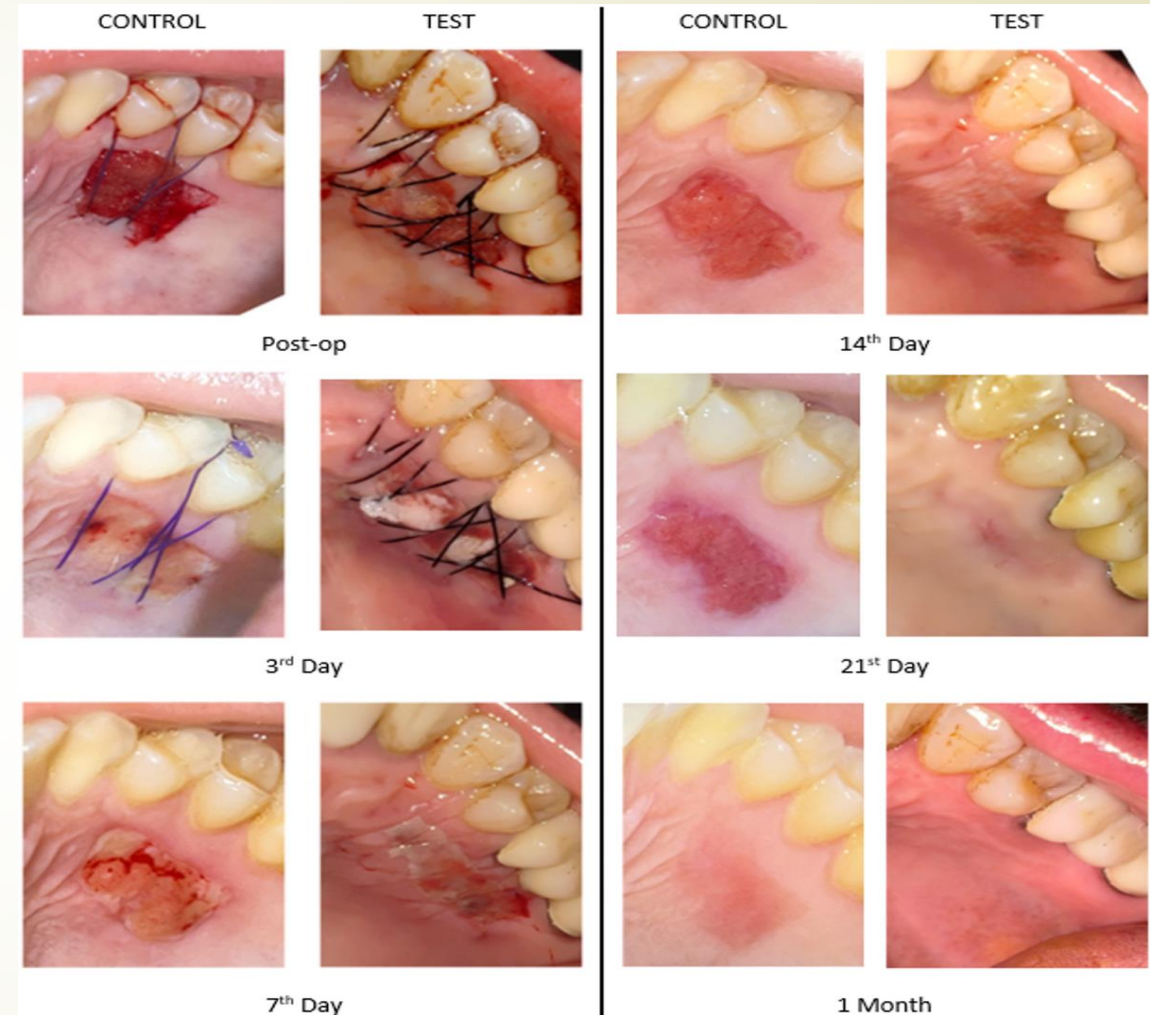 CONTROL TEST
Post-op
3rd Day
7th Day
CONTROL TEST
14th Day
21st Day
1 Month